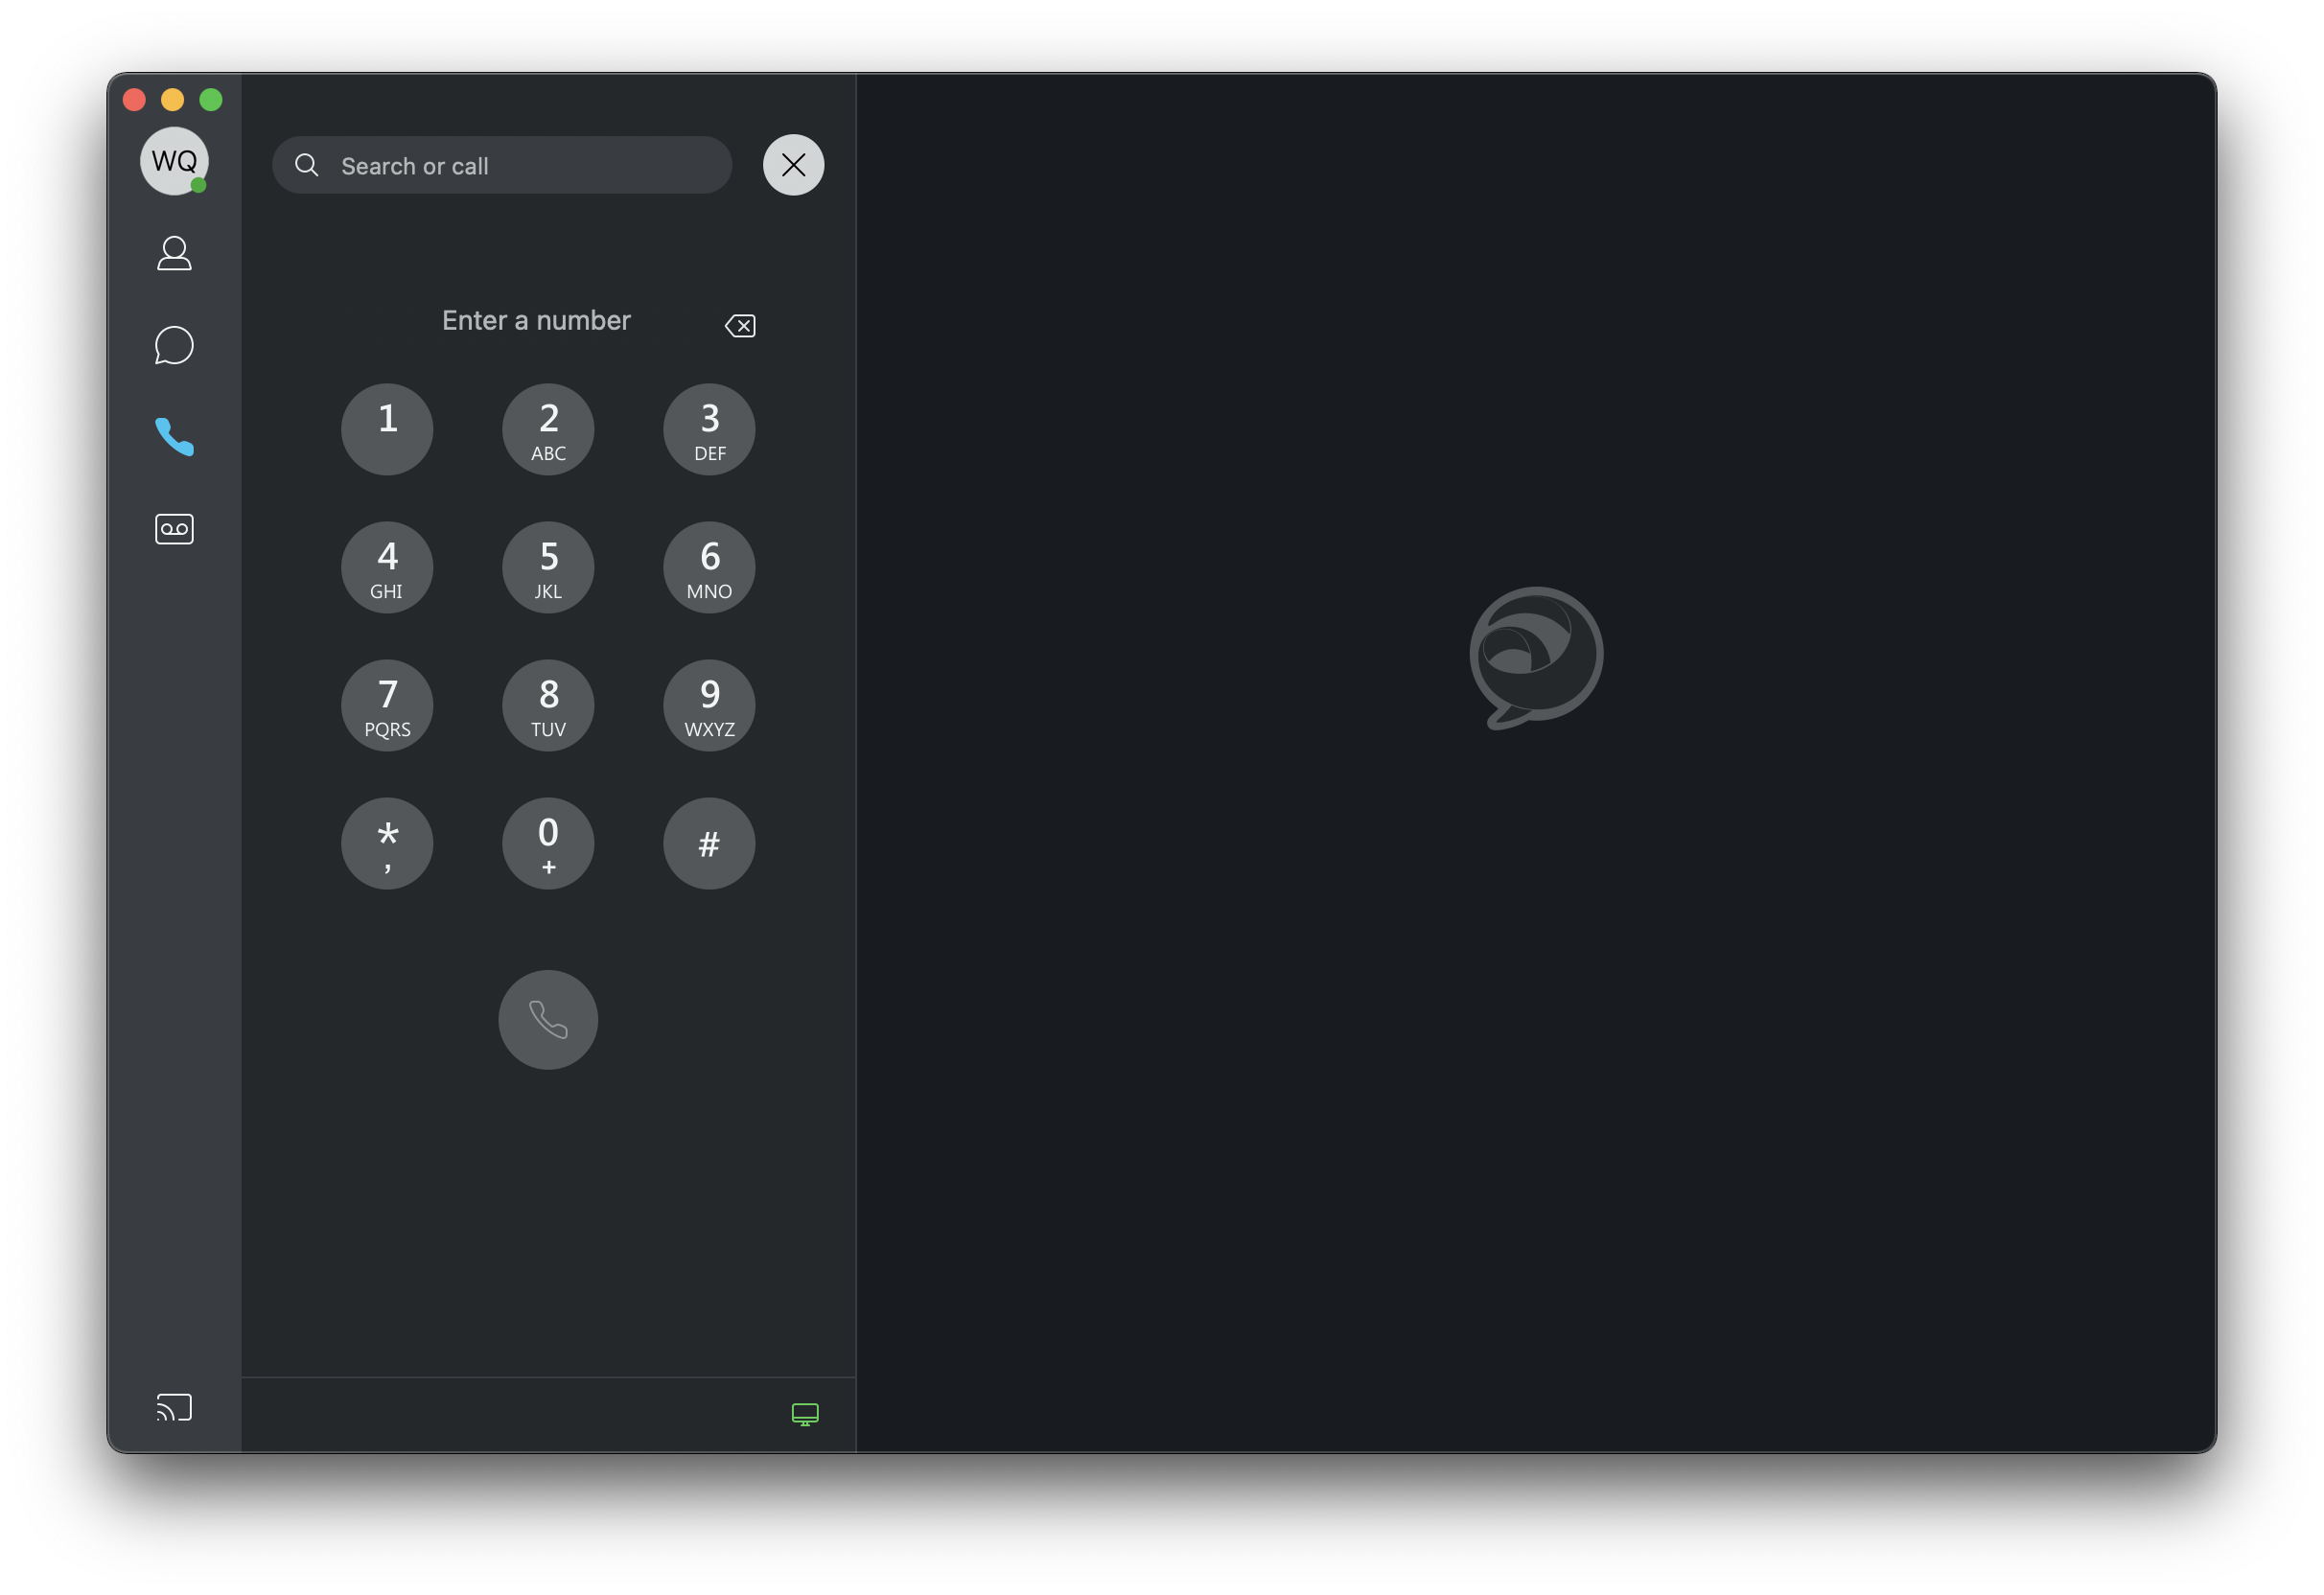 WQ
Search or call
Enter a number
1 2 3
ABC DEF
4 5 6
GHI JKL MNO
7 8 9
PQRS TUV WXYZ
* 0 #
, +